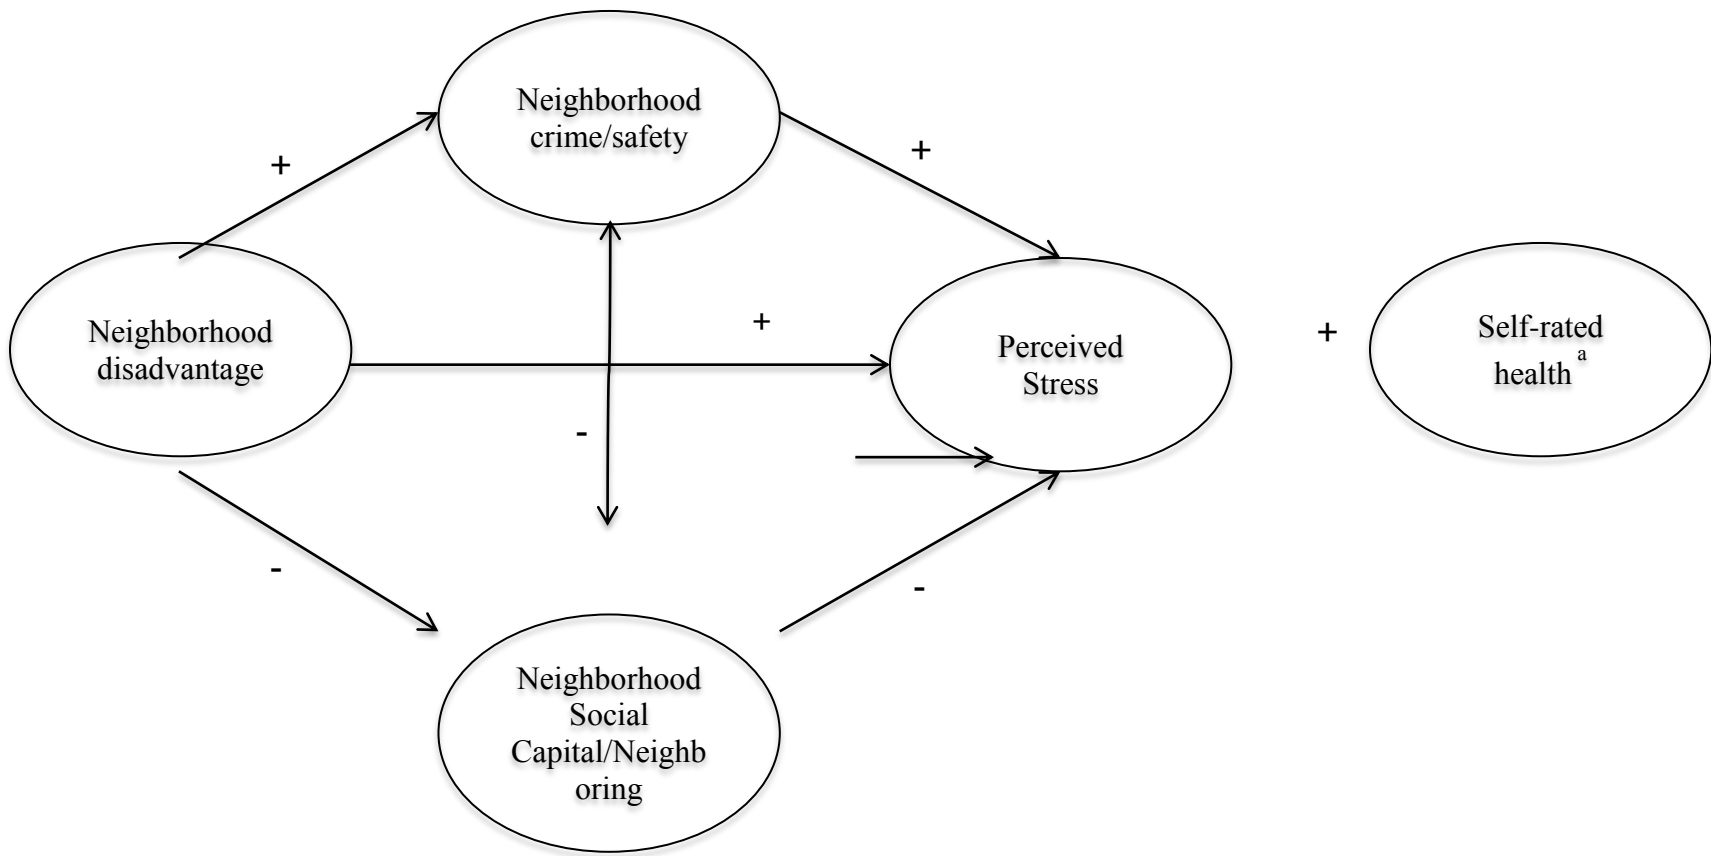 Neighborhood
crime/safety
+
+
Neighborhood
disadvantage
+
Perceived
Stress
+
Self-rated
health a
-
-
-
Neighborhood
Social
Capital/Neighb
oring